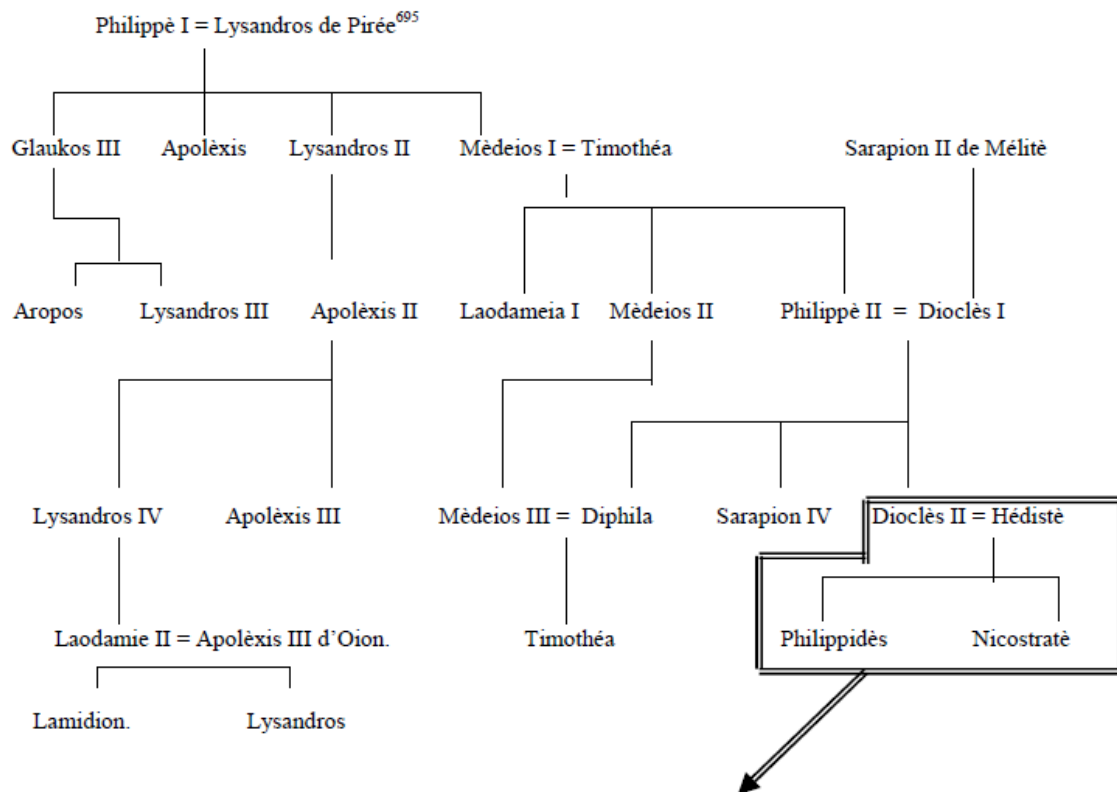 Philippè I = Lysandros de Pirée695
Glaukos III Apolèxis Lysandros II Mèdeios I = Timothéa Sarapion II de Mélitè
Aropos Lysandros III Apolèxis II Laodameia I Mèdeios II Philippè II = Dioclès I
Lysandros IV Apolèxis III Mèdeios III = Diphila Sarapion IV Dioclès II = Hédistè
Laodamie II = Apolèxis III d’Oion. Timothéa Philippidès Nicostratè
Lamidion. Lysandros